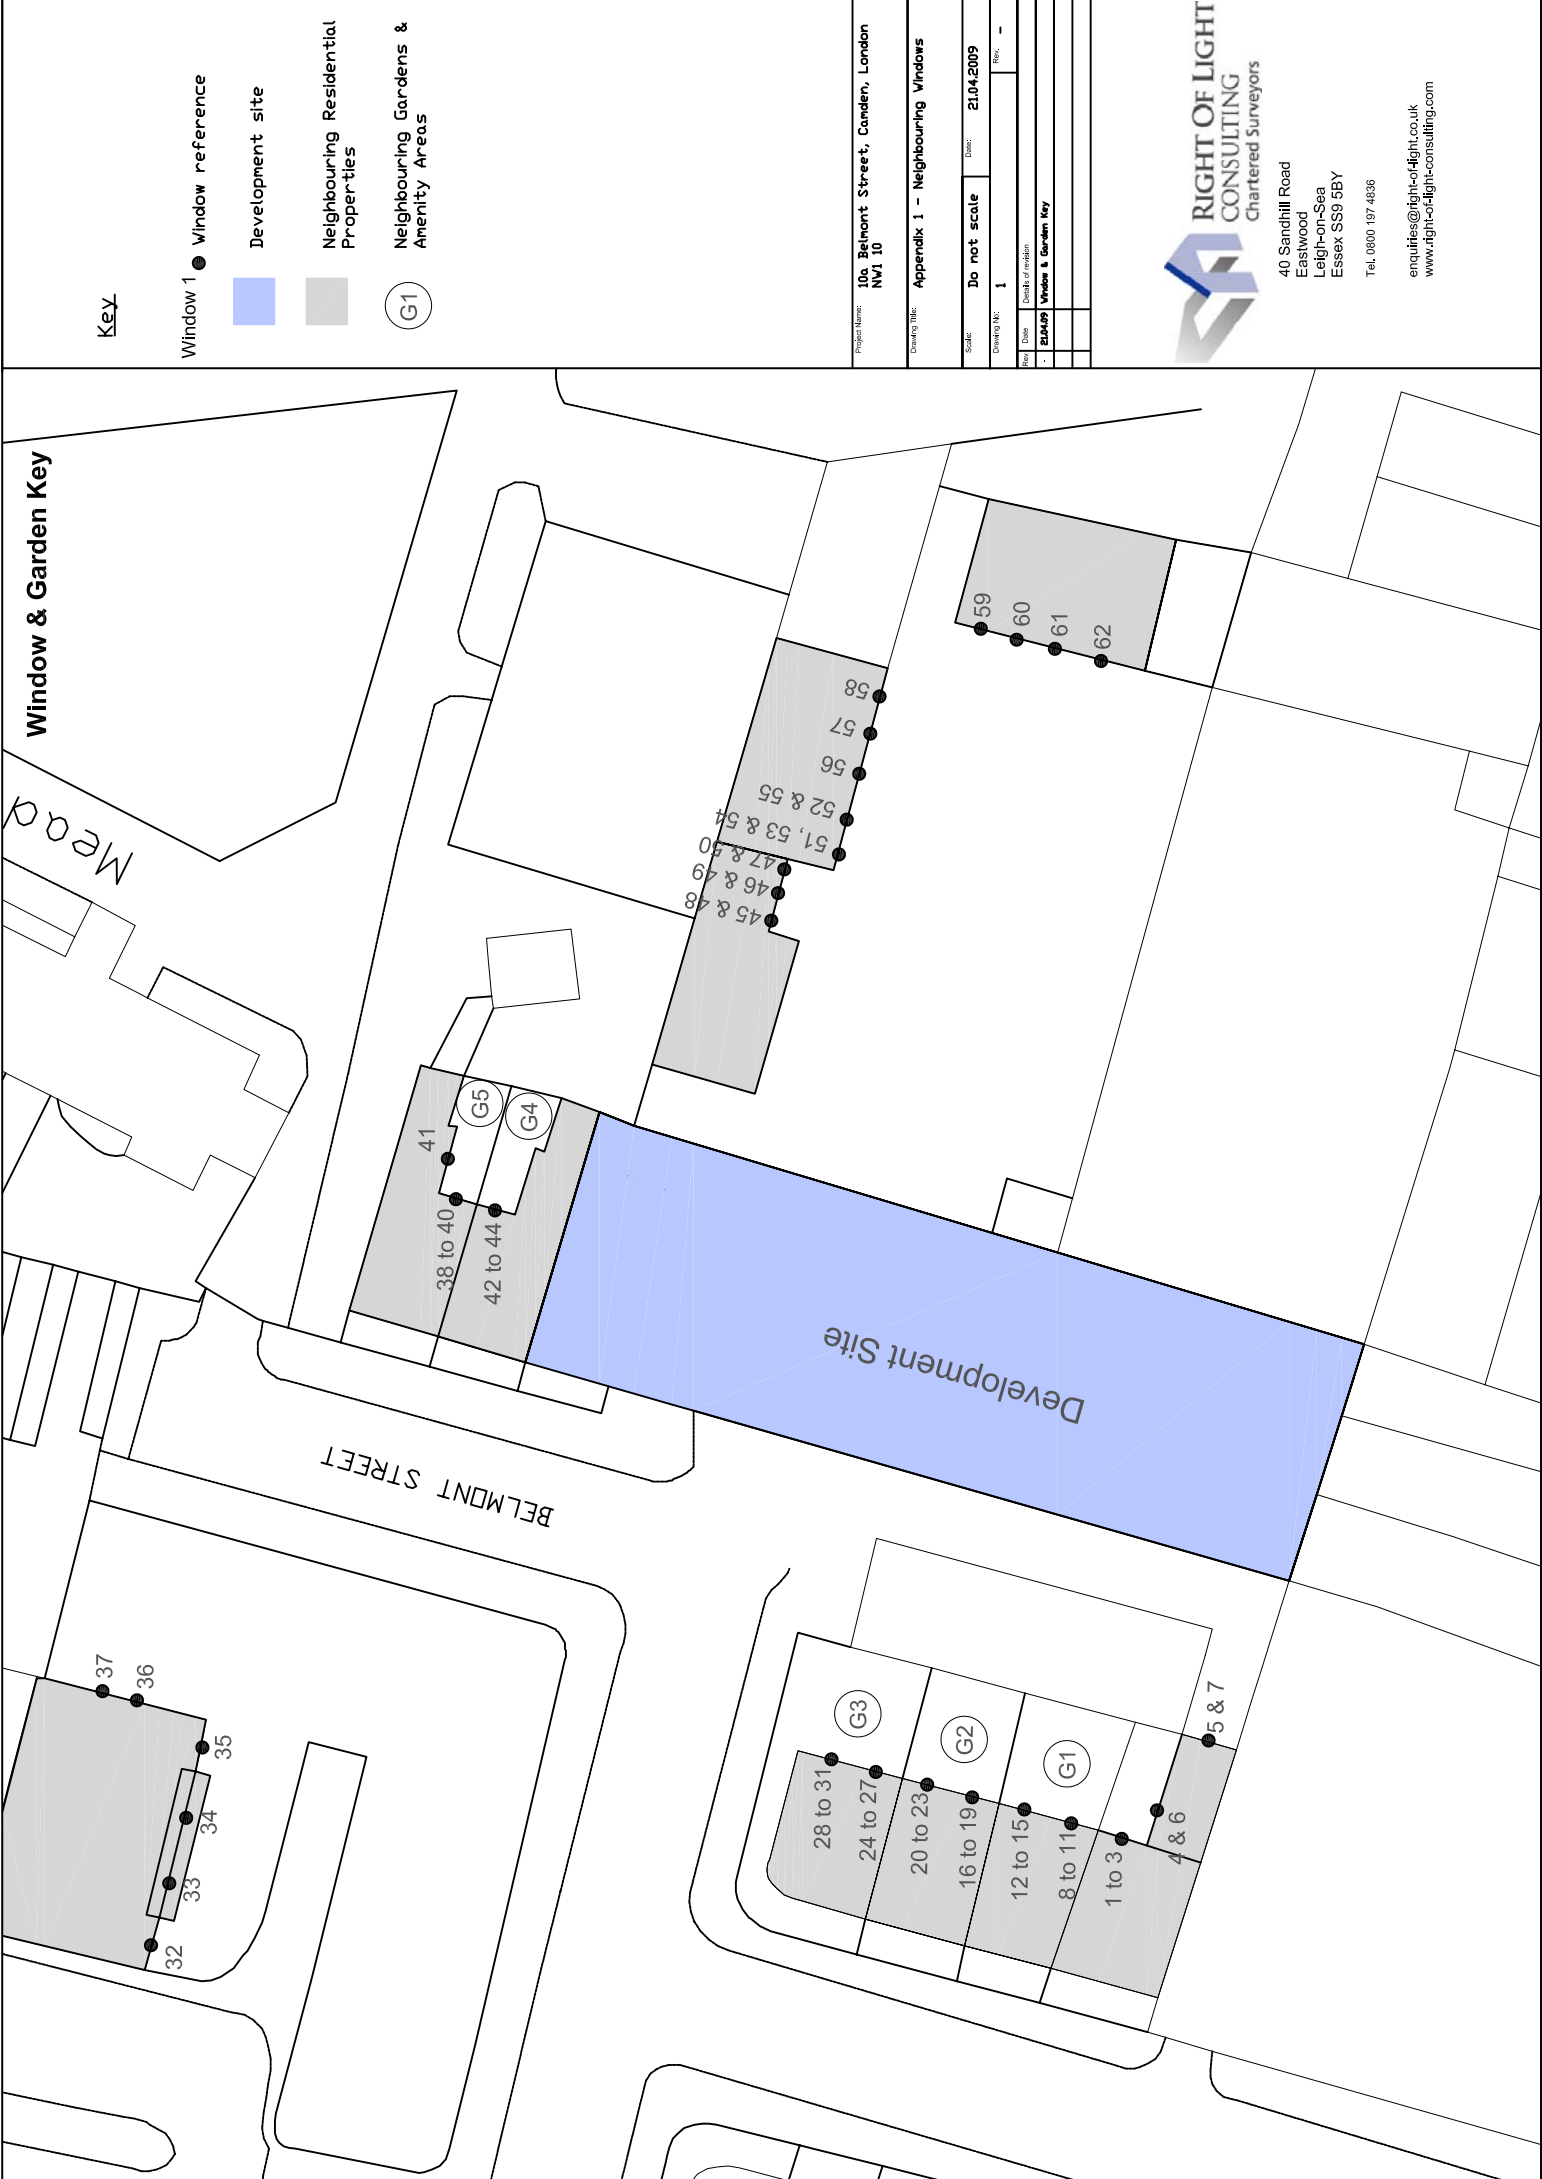 Window & Garden Key
Mead
BELMONT STREET
Development Site
37
36
35
34
33
32
41
38 to 40
42 to 44
G5
G4
45 & 48
46 & 49
47 & 50
51, 53 & 54
52 & 55
56
57
58
59
60
61
62
28 to 31
24 to 27
20 to 23
16 to 19
12 to 15
8 to 11
1 to 3
4 & 6
5 & 7
G3
G2
G1
Key
Window 1 Window reference
Development site
Neighbouring Residential
Properties
G1
Neighbouring Gardens &
Amenity Areas
Project Name: 10a Belmont Street, Camden, London
NW1 10
Drawing Title: Appendix 1 - Neighbouring Windows
Scale: Do not scale Date: 21.04.2009
Drawing No: 1 Rev. -
Rev Date Details of revision
- 21.04.09 Window & Garden Key
RIGHT OF LIGHT
CONSULTING
Chartered Surveyors
40 Sandhill Road
Eastwood
Leigh-on-Sea
Essex SS9 5BY
Tel. 0800 197 4836
enquiries@right-of-light.co.uk
www.right-of-light-consulting.com